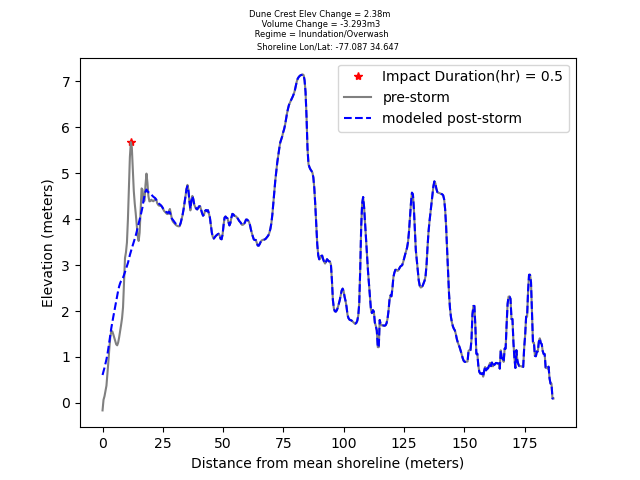 Dune Crest Elev Change = 2.38m
Volume Change = -3.293m3
Regime = Inundation/Overwash
Shoreline Lon/Lat: -77.087 34.647
Impact Duration(hr) = 0.5
pre-storm
modeled post-storm
7
6
5
4
3
2
1
0
Elevation (meters)
0 25 50 75 100 125 150 175
Distance from mean shoreline (meters)